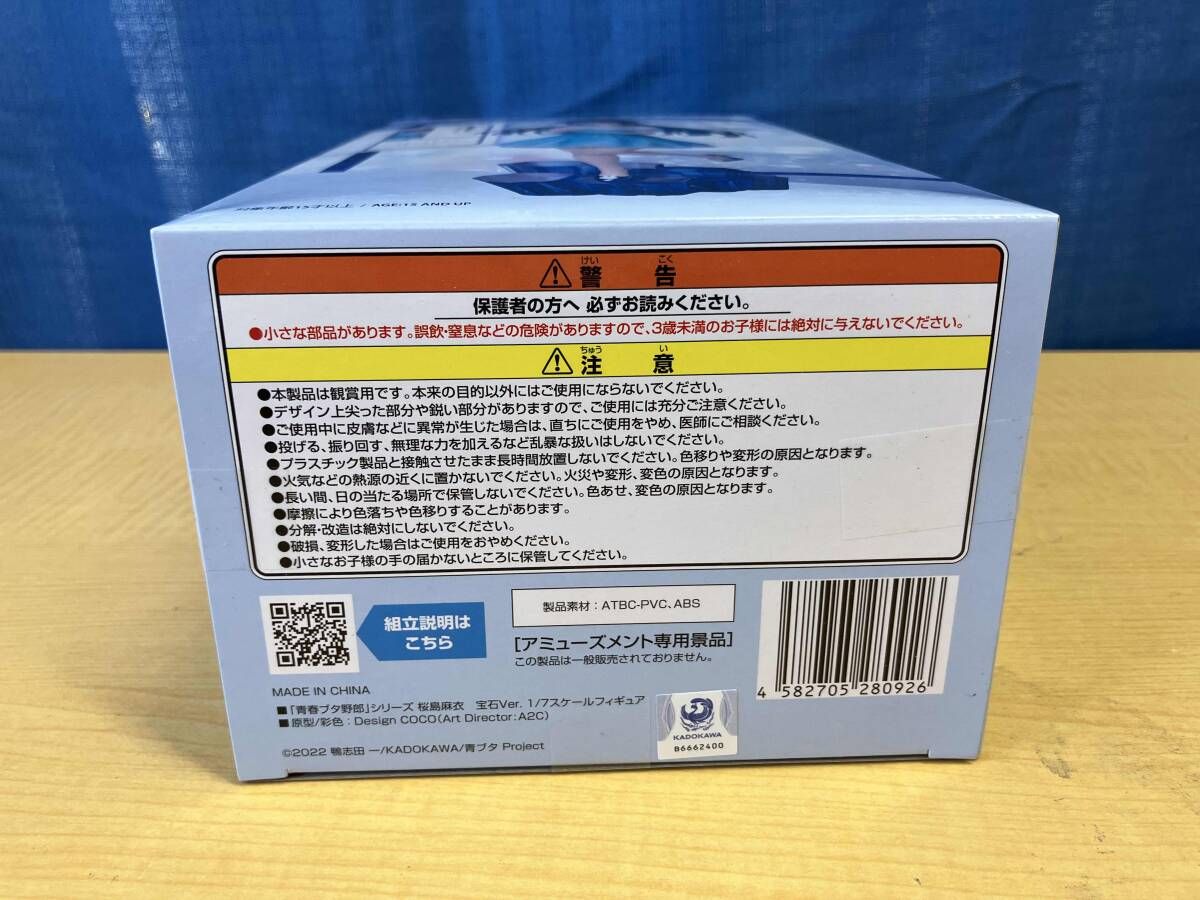 対象年齢15才以上 / AGE:15 AND UP
けい こく
警 告
保護者の方へ 必ずお読みください。
●小さな部品があります。誤飲・窒息などの危険がありますので、3歳未満のお子様には絶対に与えないでください。
ちゅう い
注 意
●本製品は観賞用です。本来の目的以外にはご使用にならないでください。
●デザイン上尖った部分や鋭い部分がありますので、ご使用には充分ご注意ください。
●ご使用中に皮膚などに異常が生じた場合は、直ちにご使用をやめ、医師にご相談ください。
●投げる、振り回す、無理な力を加えるなど乱暴な扱いはしないでください。
●プラスチック製品と接触させたまま長時間放置しないでください。色移りや変形の原因となります。
●火気などの熱源の近くに置かないでください。火災や変形、変色の原因となります。
●長い間、日の当たる場所で保管しないでください。色あせ、変色の原因となります。
●摩擦により色落ちや色移りすることがあります。
●分解・改造は絶対にしないでください。
●破損、変形した場合はご使用をおやめください。
●小さなお子様の手の届かないところに保管してください。
組立説明は
こちら
製品素材：ATBC-PVC、ABS
[アミューズメント専用景品]
この製品は一般販売されておりません。
4 582705 280926
MADE IN CHINA
■「青春ブタ野郎」シリーズ 桜島麻衣 宝石Ver. 1/7スケールフィギュア
■原型/彩色：Design COCO(Art Director:A2C)
©2022 鴨志田 一/KADOKAWA/青ブタ Project
KADOKAWA
B6662400